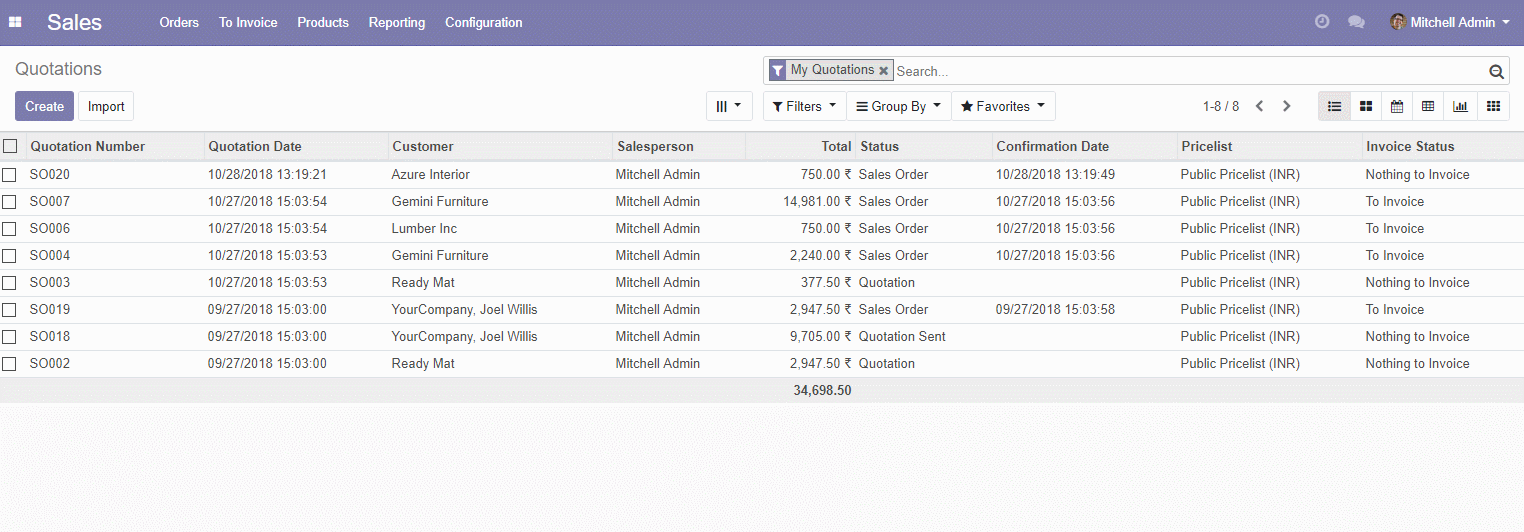 Sales Orders To Invoice Products Reporting Configuration Mitchell Admin
Quotations
My Quotations Search...
Create Import Filters Group By Favorites 1-8 / 8
Quotation Number Quotation Date Customer Salesperson Total Status Confirmation Date Pricelist Invoice Status
SO020 10/28/2018 13:19:21 Azure Interior Mitchell Admin 750.00 ₹ Sales Order 10/28/2018 13:19:49 Public Pricelist (INR) Nothing to Invoice
SO007 10/27/2018 15:03:54 Gemini Furniture Mitchell Admin 14,981.00 ₹ Sales Order 10/27/2018 15:03:56 Public Pricelist (INR) To Invoice
SO006 10/27/2018 15:03:54 Lumber Inc Mitchell Admin 750.00 ₹ Sales Order 10/27/2018 15:03:56 Public Pricelist (INR) To Invoice
SO004 10/27/2018 15:03:53 Gemini Furniture Mitchell Admin 2,240.00 ₹ Sales Order 10/27/2018 15:03:56 Public Pricelist (INR) To Invoice
SO003 10/27/2018 15:03:53 Ready Mat Mitchell Admin 377.50 ₹ Quotation Public Pricelist (INR) Nothing to Invoice
SO019 09/27/2018 15:03:00 YourCompany, Joel Willis Mitchell Admin 2,947.50 ₹ Sales Order 09/27/2018 15:03:58 Public Pricelist (INR) To Invoice
SO018 09/27/2018 15:03:00 YourCompany, Joel Willis Mitchell Admin 9,705.00 ₹ Quotation Sent Public Pricelist (INR) Nothing to Invoice
SO002 09/27/2018 15:03:00 Ready Mat Mitchell Admin 2,947.50 ₹ Quotation Public Pricelist (INR) Nothing to Invoice
34,698.50